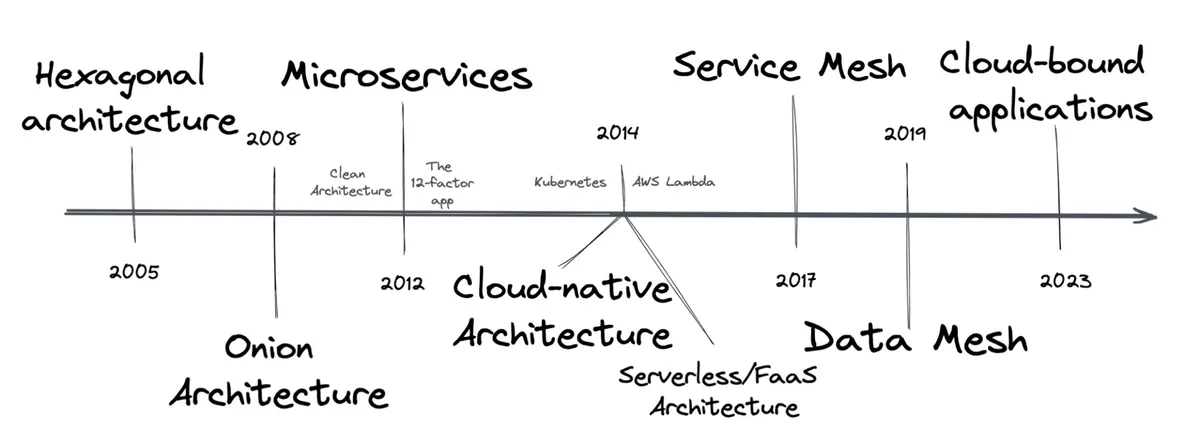 Hexagonal
architecture
2005
2008
Onion
Architecture
Microservices
Clean
Architecture
The
12-factor
app
2012
2014
Kubernetes
AWS Lambda
Cloud-native
Architecture
Serverless/FaaS
Architecture
Service Mesh
2017
2019
Data Mesh
Cloud-bound
applications
2023